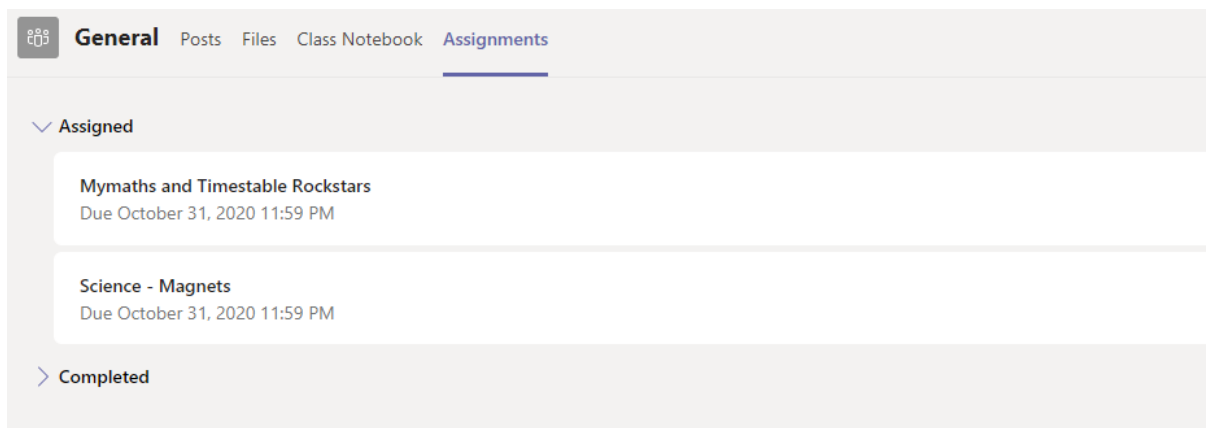 General Posts Files Class Notebook Assignments
Assigned
Mymaths and Timestable Rockstars
Due October 31, 2020 11:59 PM
Science - Magnets
Due October 31, 2020 11:59 PM
Completed